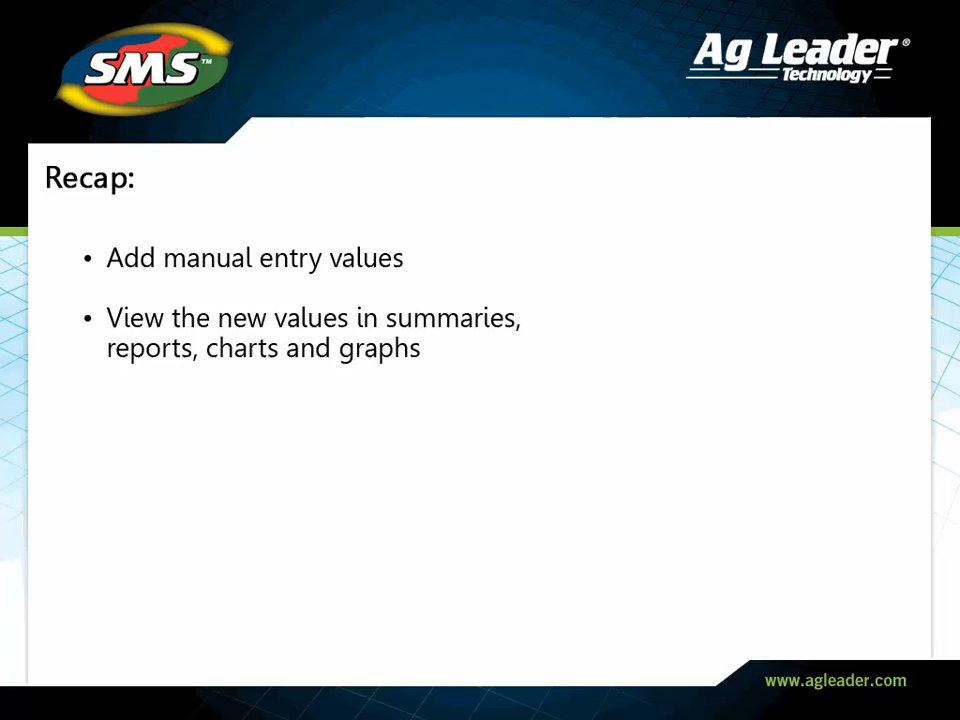 SMS™
Ag Leader®
Technology
Recap:
• Add manual entry values
• View the new values in summaries,
reports, charts and graphs
www.agleader.com